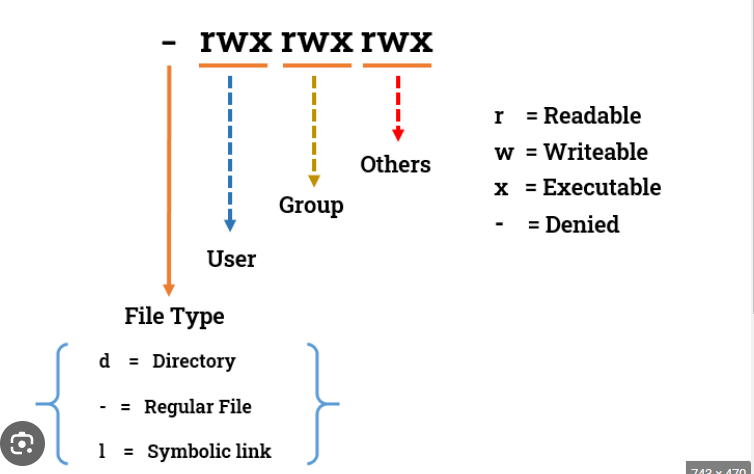 - rwx rwx rwx
r = Readable
w = Writeable
x = Executable
- = Denied
Others
Group
User
File Type
d = Directory
- = Regular File
l = Symbolic link